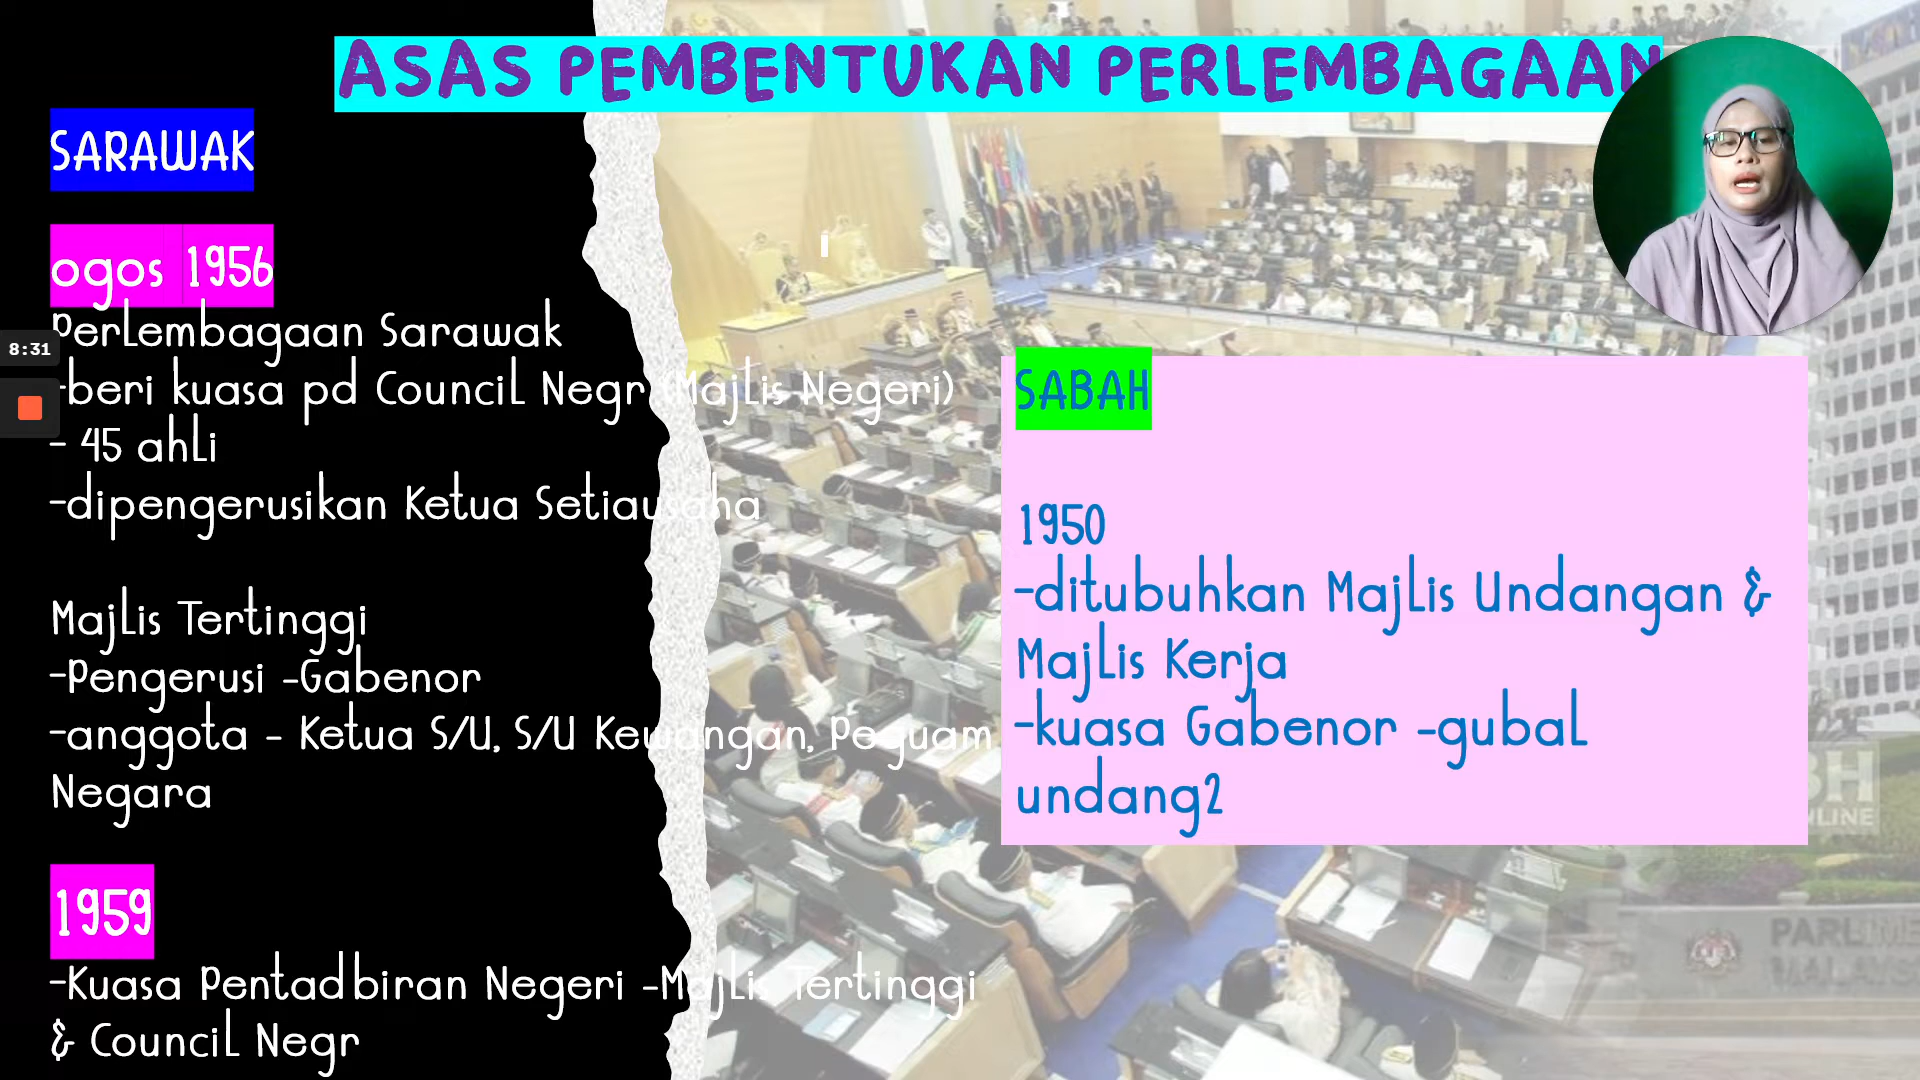 ASAS PEMBENTUKAN PERLEMBAGAAN
SARAWAK
ogos 1956
Perlembagaan Sarawak
-beri kuasa pd Council Negr (Majlis Negeri)
- 45 ahli
-dipengerusikan Ketua Setiausaha
Majlis Tertinggi
-Pengerusi -Gabenor
-anggota - Ketua S/U, S/U Kewangan, Peguam
Negara
1959
-Kuasa Pentadbiran Negeri -Majlis Tertinggi
& Council Negr
i
8:31
SABAH
1950
-ditubuhkan Majlis Undangan &
Majlis Kerja
-kuasa Gabenor -gubal
undang2